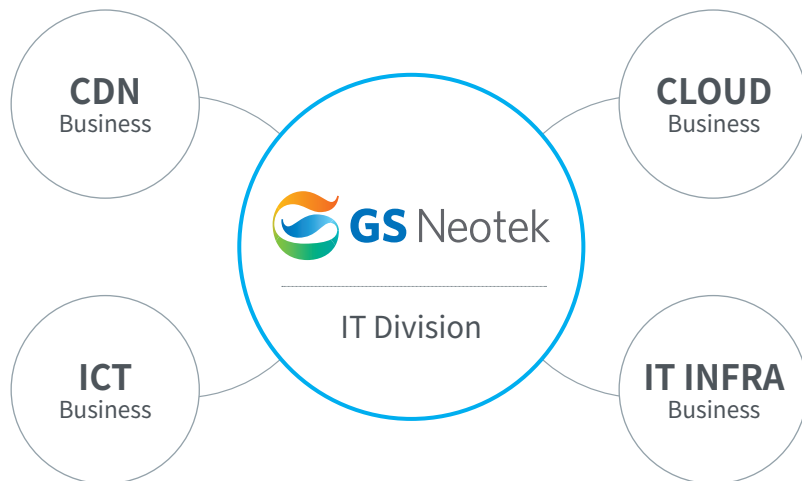 CDN
Business
CLOUD
Business
GS Neotek
IT Division
ICT
Business
IT INFRA
Business